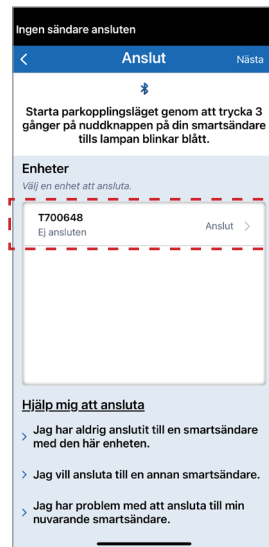 Ingen sändare ansluten
Anslut
Nästa
Starta parkopplingsläget genom att trycka 3
gånger på nuddknappen på din smartsändare
tills lampan blinkar blått.
Enheter
Välj en enhet att ansluta.
T700648
Ej ansluten
Anslut
Hjälp mig att ansluta
Jag har aldrig anslutit till en smartsändare
med den här enheten.
Jag vill ansluta till en annan smartsändare.
Jag har problem med att ansluta till min
nuvarande smartsändare.